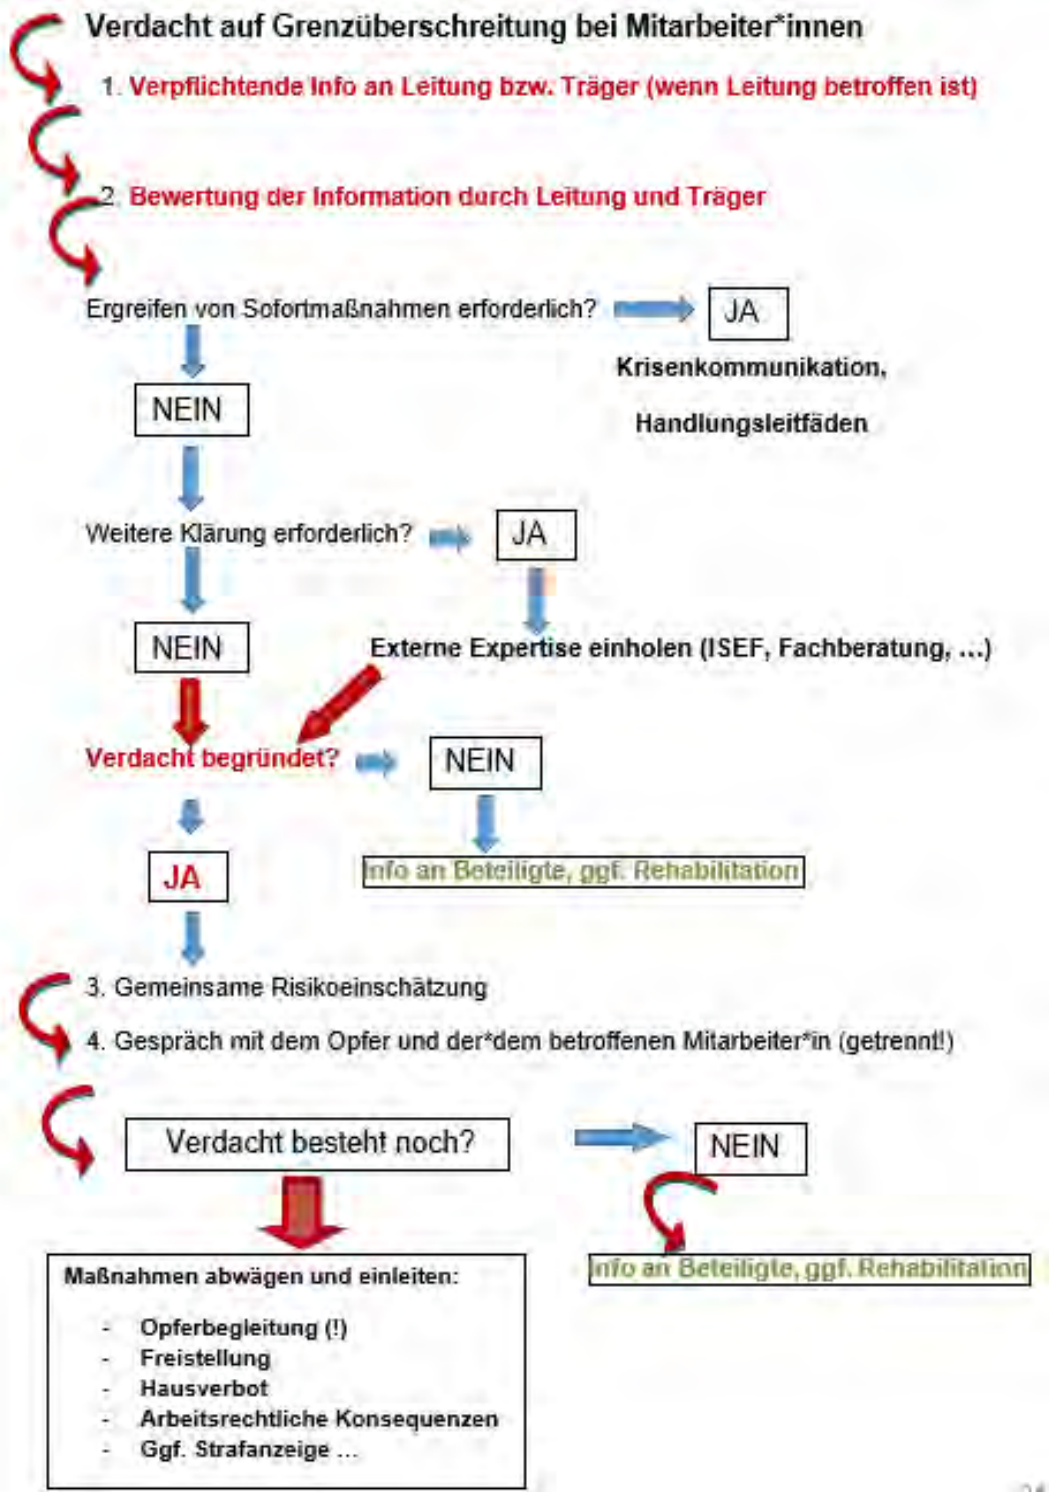 Verdacht auf Grenzüberschreitung bei Mitarbeiter*innen
1. Verpflichtende Info an Leitung bzw. Träger (wenn Leitung betroffen ist)
2. Bewertung der Information durch Leitung und Träger
Ergreifen von Sofortmaßnahmen erforderlich?
JA
Krisenkommunikation,
Handlungsleitfäden
NEIN
Weitere Klärung erforderlich?
JA
NEIN
Externe Expertise einholen (ISEF, Fachberatung, ...)
Verdacht begründet?
NEIN
JA
Info an Beteiligte, ggf. Rehabilitation
3. Gemeinsame Risikoeinschätzung
4. Gespräch mit dem Opfer und der*dem betroffenen Mitarbeiter*in (getrennt!)
Verdacht besteht noch?
NEIN
Info an Beteiligte, ggf. Rehabilitation
Maßnahmen abwägen und einleiten:
- Opferbegleitung (!)
- Freistellung
- Hausverbot
- Arbeitsrechtliche Konsequenzen
- Ggf. Strafanzeige ...